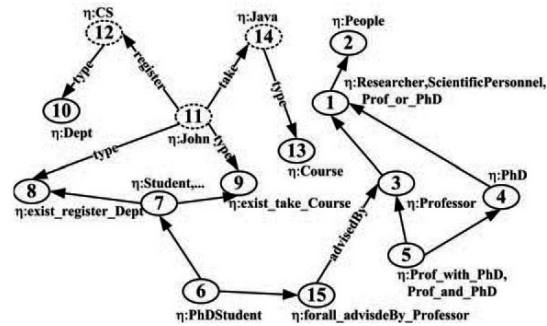 η:CS
12
register
type
10
η:Dept
η:Java
14
take
type
13
η:Course
11
η:John
type
type
η:People
2
η:Researcher,ScientificPersonnel,
Prof_or_PhD
1
8
η:exist_register_Dept
η:Student,...
7
9
η:exist_take_Course
3
η:Professor
η:PhD
4
advisedBy
5
η:Prof_with_PhD,
Prof_and_PhD
6
η:PhDStudent
15
η:forall_advisdeBy_Professor